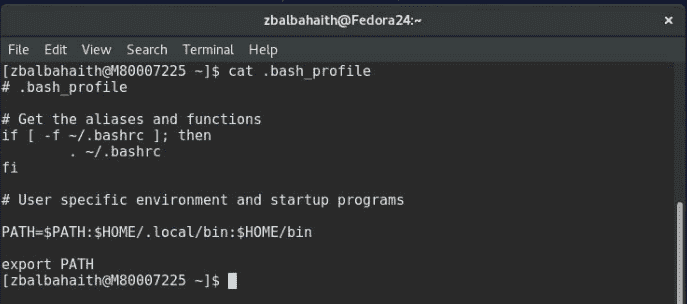 zbalbahaith@Fedora24:~
File Edit View Search Terminal Help
[zbalbahaith@M80007225 ~]$ cat .bash_profile
# .bash_profile

# Get the aliases and functions
if [ -f ~/.bashrc ]; then
        . ~/.bashrc
fi

# User specific environment and startup programs

PATH=$PATH:$HOME/.local/bin:$HOME/bin

export PATH
[zbalbahaith@M80007225 ~]$